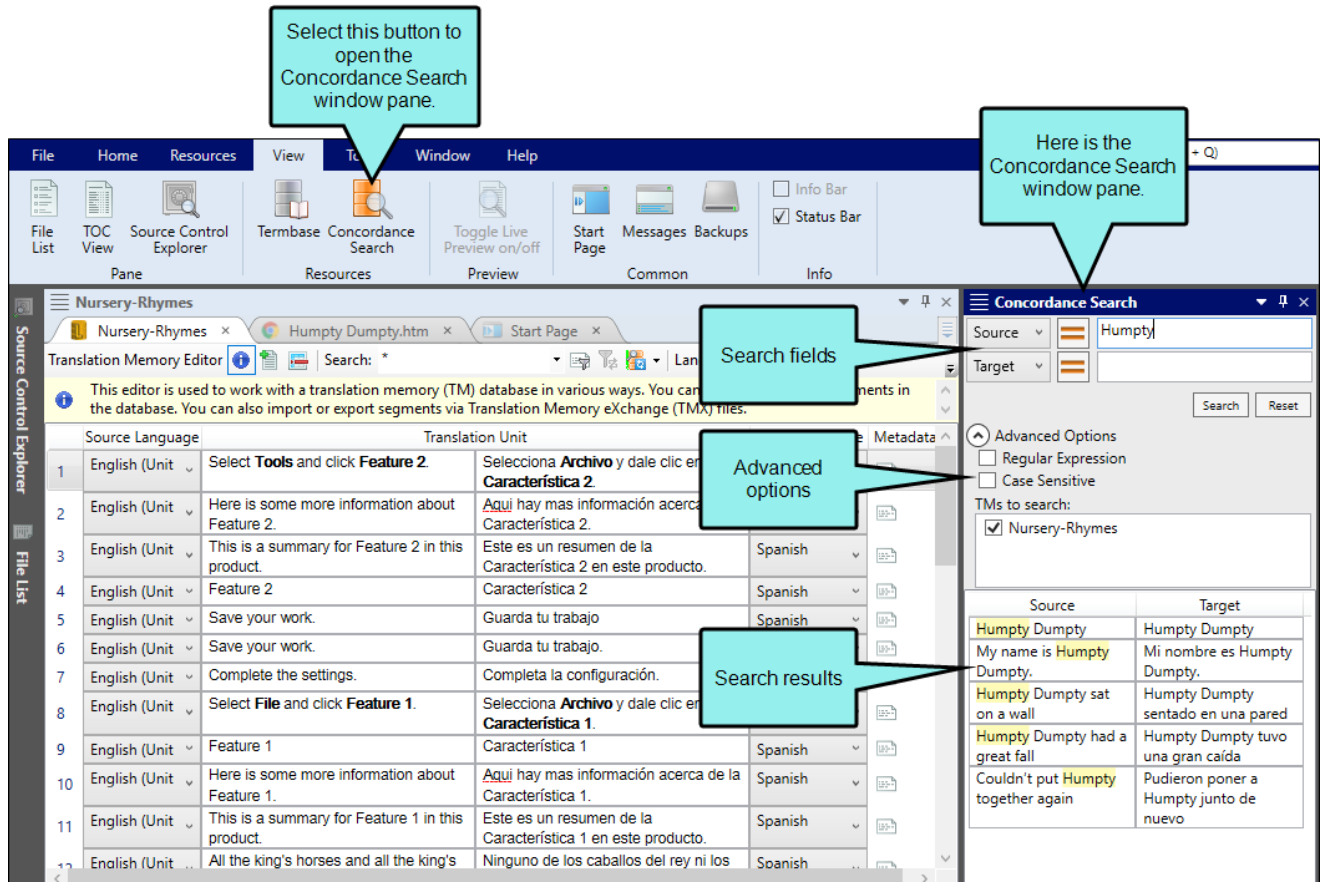 Select this button to
open the
Concordance Search
window pane.
Here is the
Concordance Search
window pane.
File Home Resources View Window Help
+ Q)
File List
TOC View
Source Control Explorer
Pane
Termbase
Concordance Search
Resources
Toggle Live Preview on/off
Preview
Start Page
Messages
Backups
Common
Info Bar
Status Bar
Info
Source Control Explorer
File List
Nursery-Rhymes
Nursery-Rhymes × Humpty Dumpty.htm × Start Page ×
Translation Memory Editor Search: *
This editor is used to work with a translation memory (TM) database in various ways. You can
the database. You can also import or export segments via Translation Memory eXchange (TMX) files.
Source Language Translation Unit Metadata
1 English (Unit Select Tools and click Feature 2. Selecciona Archivo y dale clic en
Característica 2.
2 English (Unit Here is some more information about Aqui hay mas información acerca
Feature 2. Característica 2.
3 English (Unit This is a summary for Feature 2 in this Este es un resumen de la Spanish
product. Característica 2 en este producto.
4 English (Unit Feature 2 Característica 2 Spanish
5 English (Unit Save your work. Guarda tu trabajo Spanish
6 English (Unit Save your work. Guarda tu trabajo.
7 English (Unit Complete the settings. Completa la configuración.
8 English (Unit Select File and click Feature 1. Selecciona Archivo y dale clic en
Característica 1.
9 English (Unit Feature 1 Característica 1 Spanish
10 English (Unit Here is some more information about Aqui hay mas información acerca de la Spanish
Feature 1. Característica 1.
11 English (Unit This is a summary for Feature 1 in this Este es un resumen de la Spanish
product. Característica 1 en este producto.
12 English (Unit All the king's horses and all the king's Ninguno de los caballos del rey ni los Spanish
Search fields
Advanced
options
Search results
Concordance Search
Source = Humpty
Target =
Search Reset
Advanced Options
Regular Expression
Case Sensitive
TMs to search:
Nursery-Rhymes
Source Target
Humpty Dumpty Humpty Dumpty
My name is Humpty Mi nombre es Humpty
Dumpty. Dumpty.
Humpty Dumpty sat Humpty Dumpty
on a wall sentado en una pared
Humpty Dumpty had a Humpty Dumpty tuvo
great fall una gran caída
Couldn't put Humpty Pudieron poner a
together again Humpty junto de
nuevo